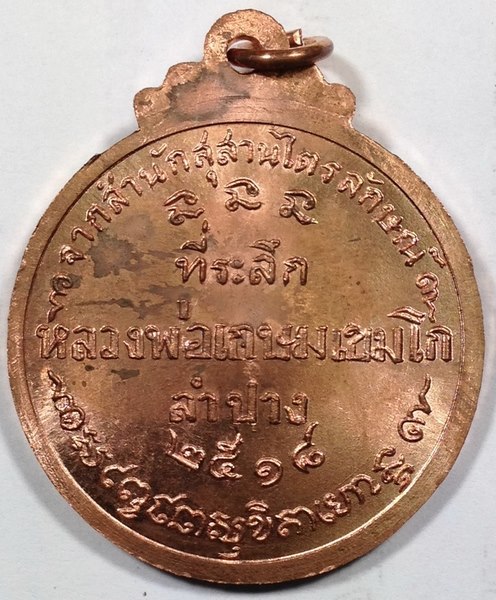 จากสำนักสุสานไตรลักษณ์
ที่ระลึก
หลวงพ่อเกษมเขมโก
ลำปาง
๒๕๑๘